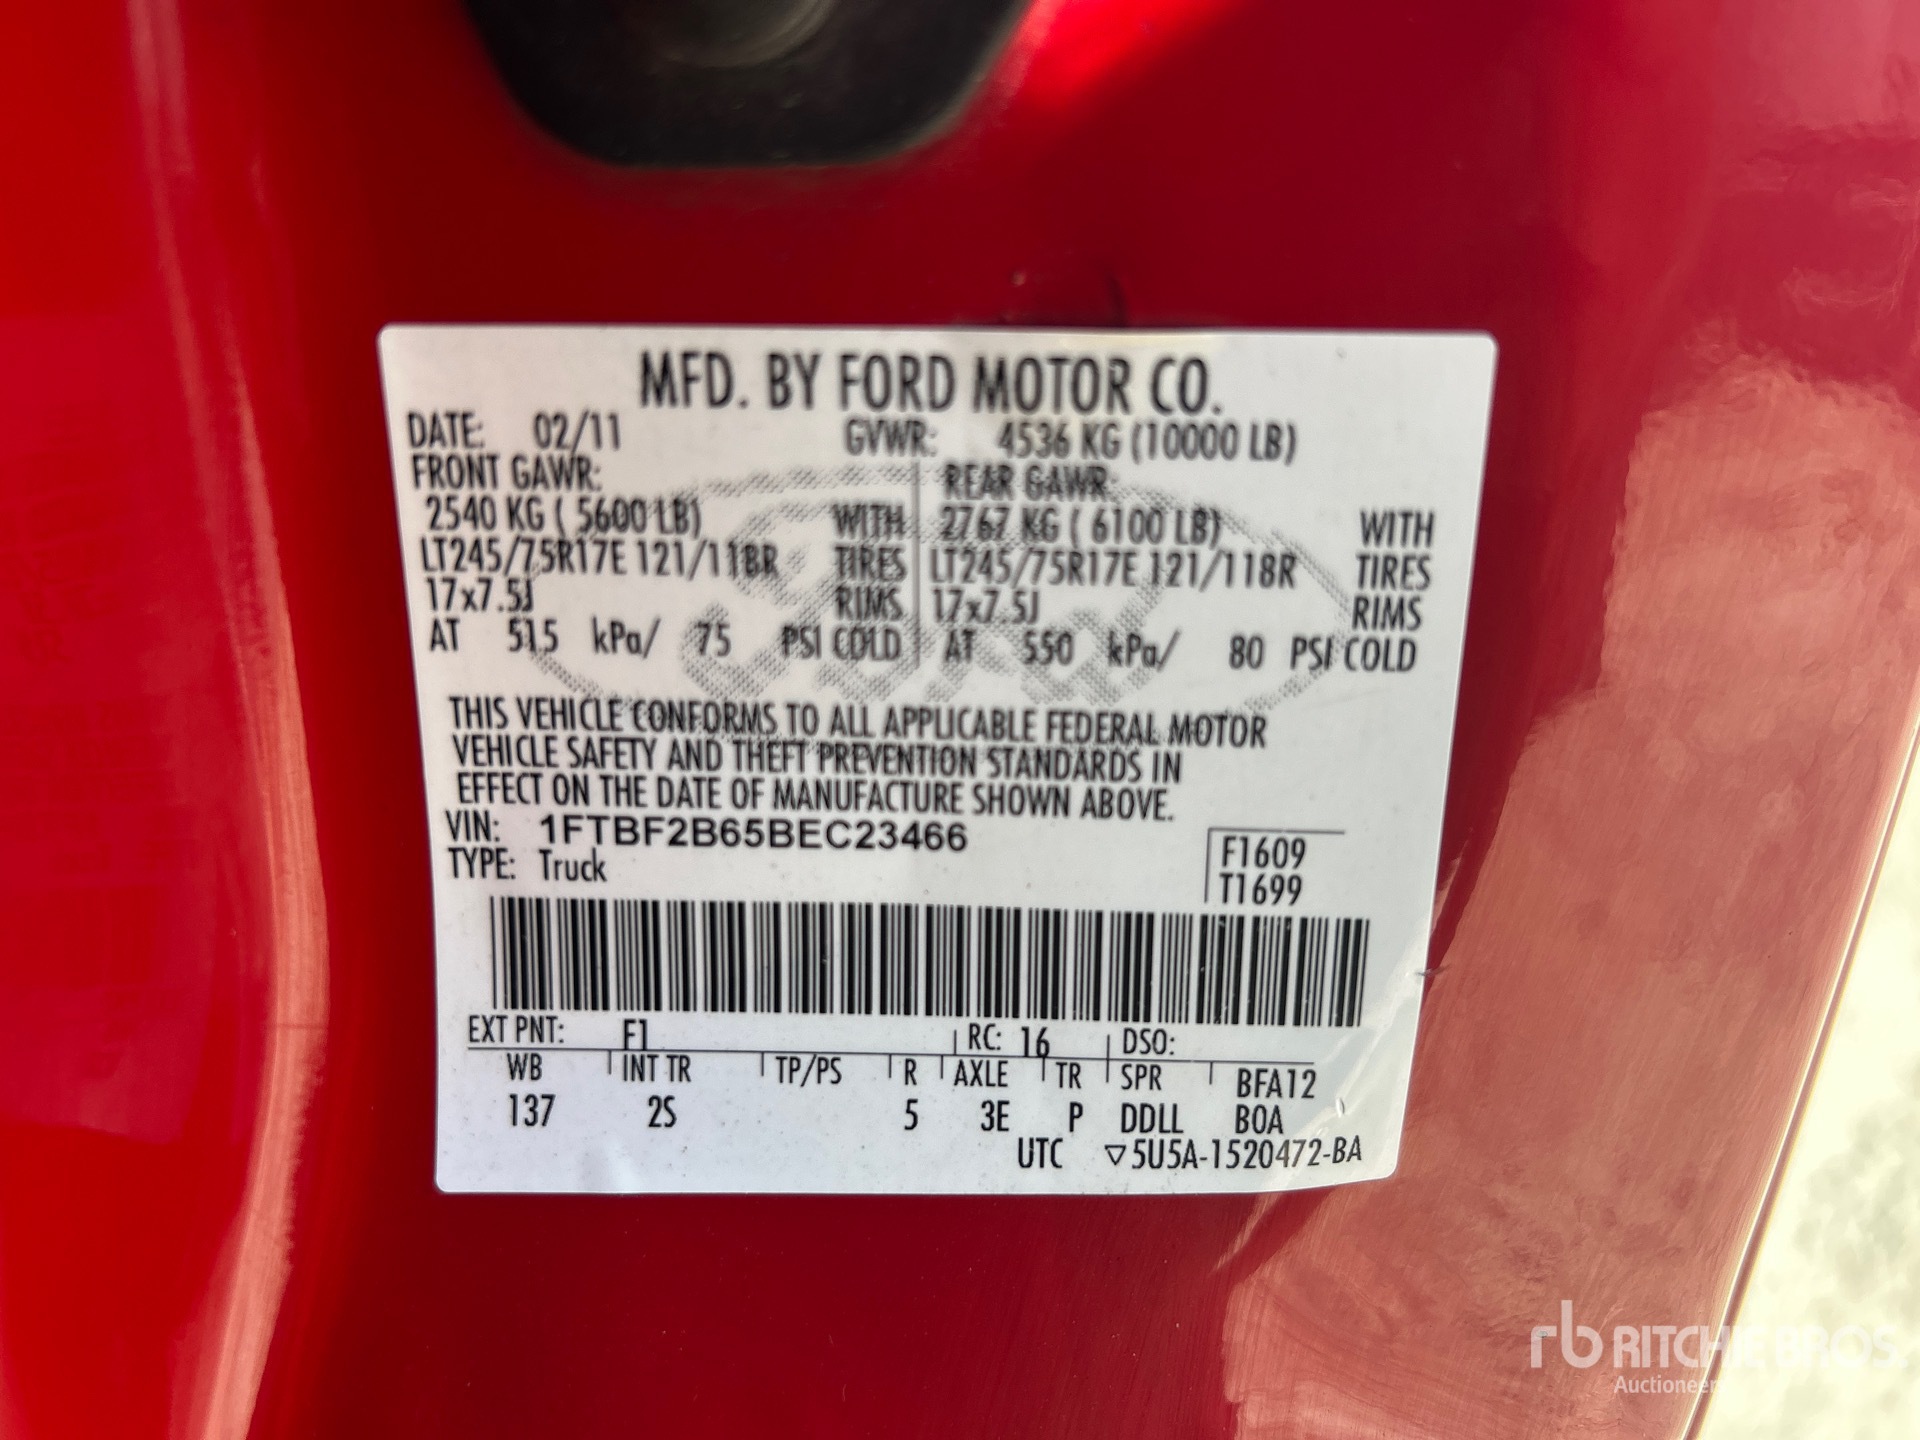 MFD. BY FORD MOTOR CO.
DATE: 02/11 GVWR: 4536 KG (10000 LB)
FRONT GAWR: REAR GAWR:
2540 KG ( 5600 LB) WITH 2767 KG ( 6100 LB) WITH
LT245/75R17E 121/118R TIRES LT245/75R17E 121/118R TIRES
17x7.5J RIMS 17x7.5J RIMS
AT 515 kPa/ 75 PSI COLD AT 550 kPa/ 80 PSI COLD
THIS VEHICLE CONFORMS TO ALL APPLICABLE FEDERAL MOTOR
VEHICLE SAFETY AND THEFT PREVENTION STANDARDS IN
EFFECT ON THE DATE OF MANUFACTURE SHOWN ABOVE.
VIN: 1FTBF2B65BEC23466
TYPE: Truck
F1609
T1699
EXT PNT: F1 RC: 16 DSO:
WB INT TR TP/PS R AXLE TR SPR BFA12
137 2S 5 3E P DDLL BOA
UTC ▽5U5A-1520472-BA
Ford
rb RITCHIE BROS.
Auctioneers